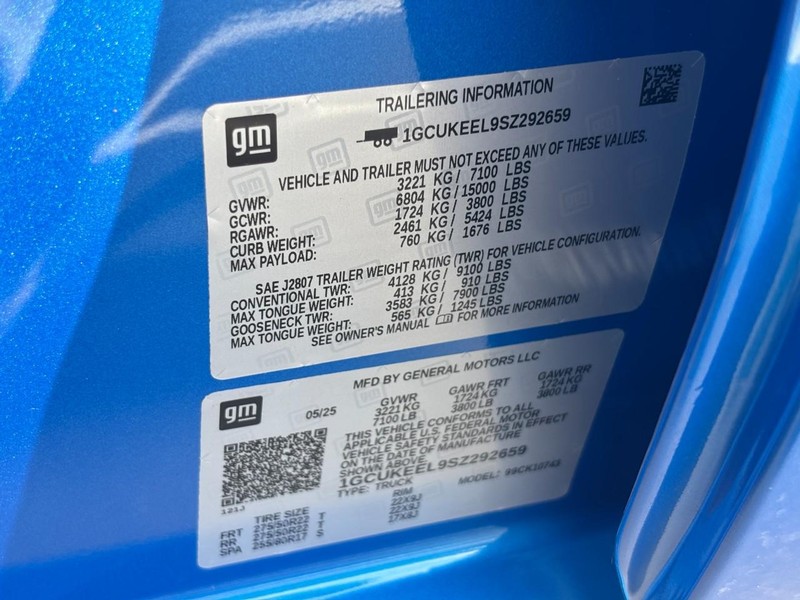 TRAILERING INFORMATION
gm
1GCUKEEL9SZ292659
VEHICLE AND TRAILER MUST NOT EXCEED ANY OF THESE VALUES.
GVWR: 3221 KG / 7100 LBS
GCWR: 6804 KG / 15000 LBS
RGAWR: 1724 KG / 3800 LBS
CURB WEIGHT: 2461 KG / 5424 LBS
MAX PAYLOAD: 760 KG / 1676 LBS
SAE J2807 TRAILER WEIGHT RATING (TWR) FOR VEHICLE CONFIGURATION.
CONVENTIONAL TWR: 4128 KG / 9100 LBS
MAX TONGUE WEIGHT: 413 KG / 910 LBS
GOOSENECK TWR: 3583 KG / 7900 LBS
MAX TONGUE WEIGHT: 565 KG / 1245 LBS
SEE OWNER'S MANUAL FOR MORE INFORMATION
MFD BY GENERAL MOTORS LLC
gm
05/25 GVWR GAWR FRT GAWR RR
3221 KG 1724 KG 1724 KG
7100 LB 3800 LB 3800 LB
THIS VEHICLE CONFORMS TO ALL
APPLICABLE U.S. FEDERAL MOTOR
VEHICLE SAFETY STANDARDS IN EFFECT
ON THE DATE OF MANUFACTURE
SHOWN ABOVE.
1GCUKEEL9SZ292659
TYPE: TRUCK MODEL:
TIRE SIZE RIM
FRT 275/50R22 T 22X9J
RR 275/50R22 T 22X9J
SPA 255/80R17 S 17X8J